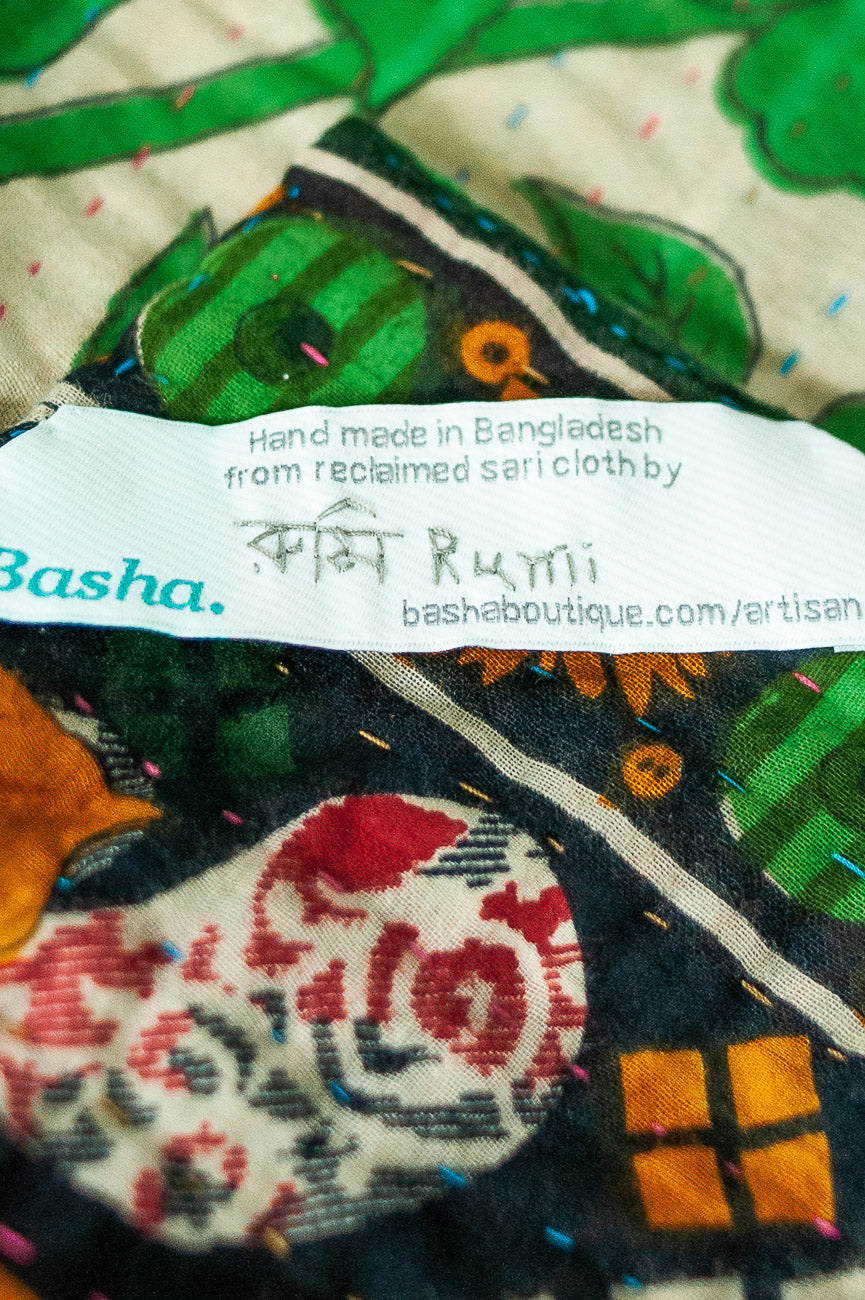 Hand made in Bangladesh
from reclaimed sari cloth by
রুমি Rumi
Basha.
bashaboutique.com/artisan